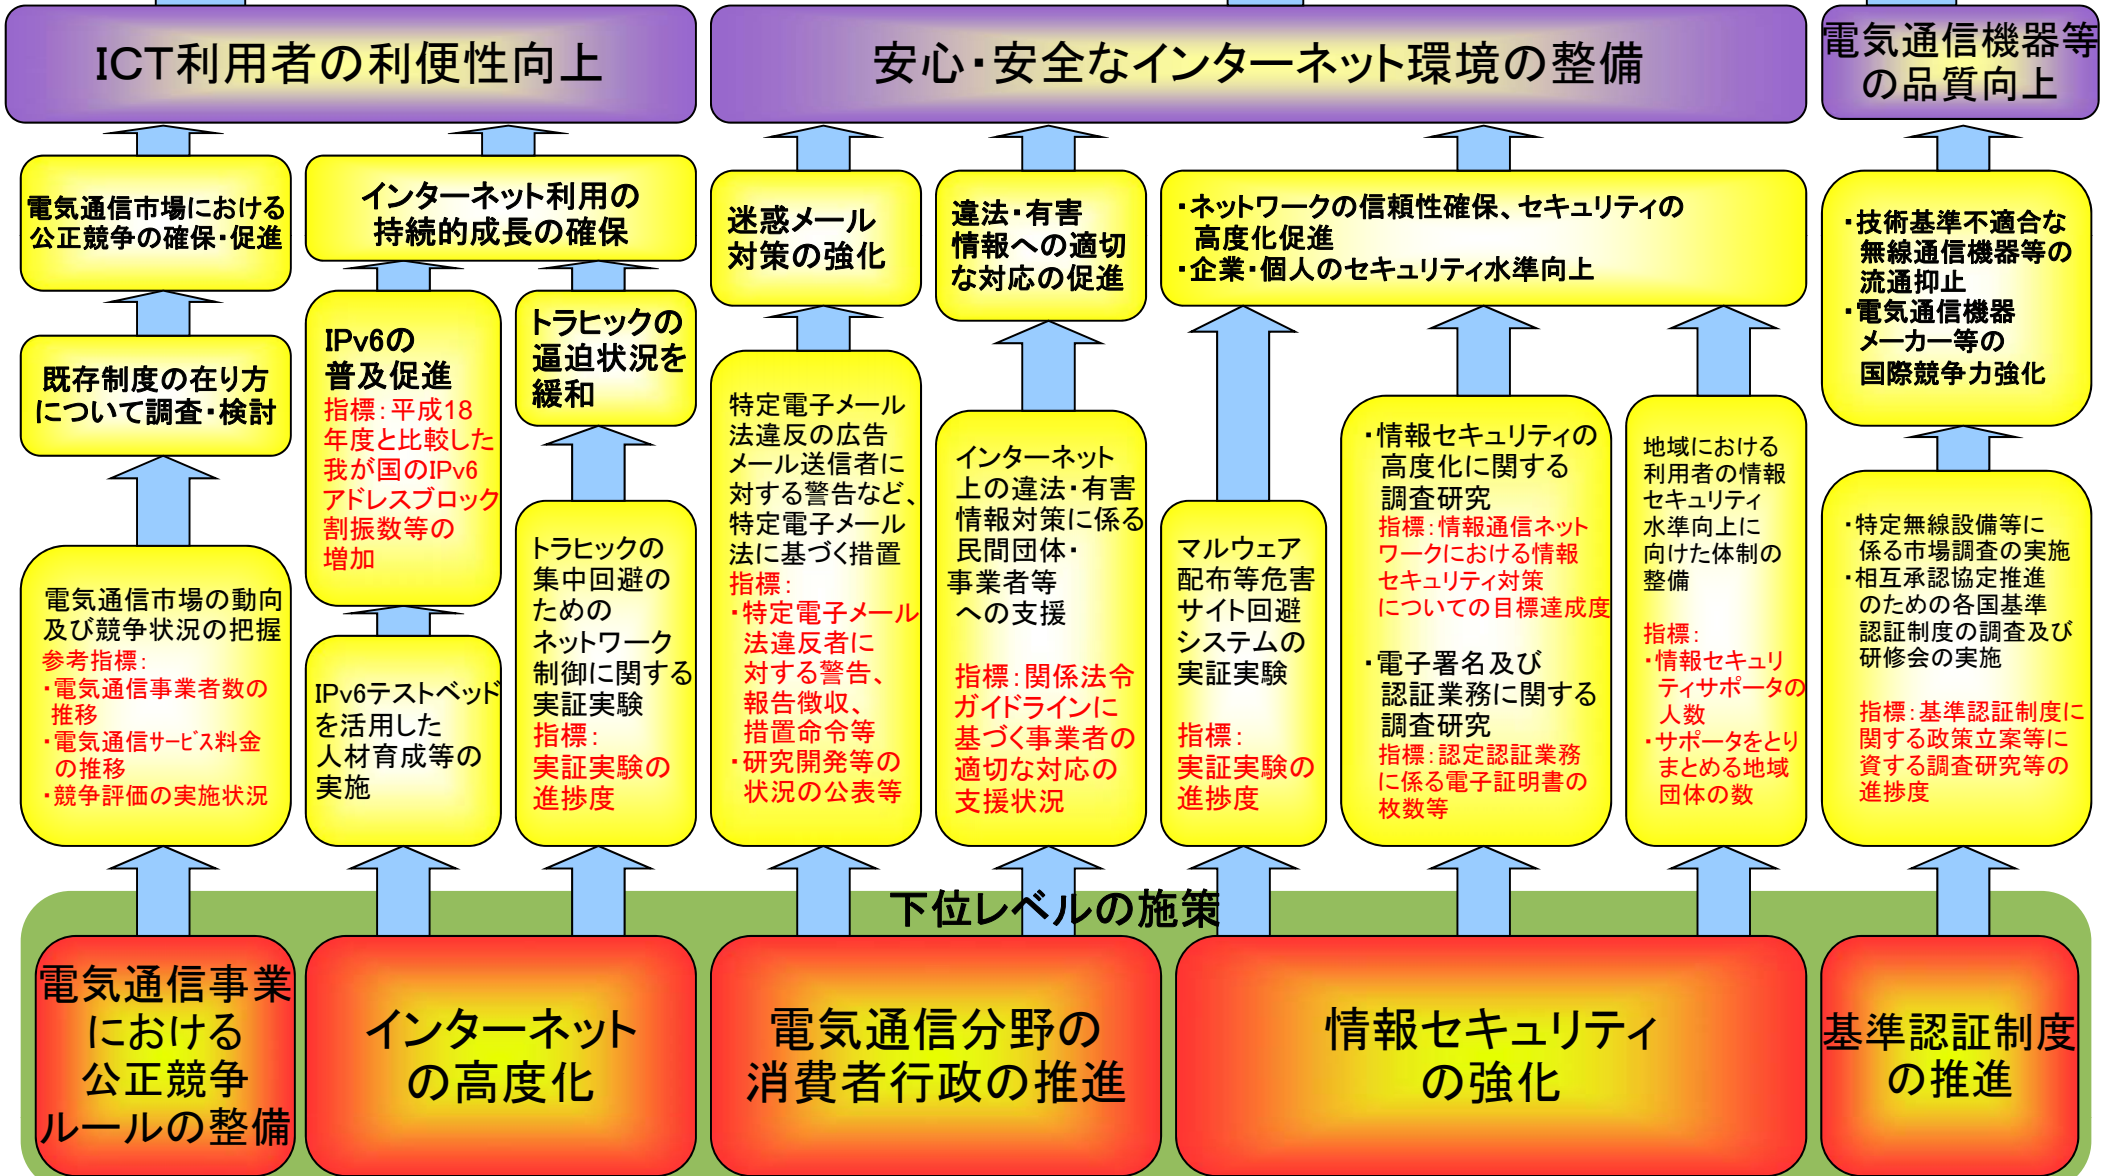 ICT利用者の利便性向上
安心・安全なインターネット環境の整備
電気通信機器等
の品質向上
電気通信市場における
公正競争の確保・促進
インターネット利用の
持続的成長の確保
迷惑メール
対策の強化
違法・有害
情報への適切
な対応の促進
・ネットワークの信頼性確保、セキュリティの
高度化促進
・企業・個人のセキュリティ水準向上
・技術基準不適合な
無線通信機器等の
流通抑止
・電気通信機器
メーカー等の
国際競争力強化
既存制度の在り方
について調査・検討
IPv6の
普及促進
指標：平成18
年度と比較した
我が国のIPv6
アドレスブロック
割振数等の
増加
トラヒックの
逼迫状況を
緩和
電気通信市場の動向
及び競争状況の把握
参考指標：
・電気通信事業者数の
推移
・電気通信サービス料金
の推移
・競争評価の実施状況
IPv6テストベッド
を活用した
人材育成等の
実施
トラヒックの
集中回避の
ための
ネットワーク
制御に関する
実証実験
指標：
実証実験の
進捗度
特定電子メール
法違反の広告
メール送信者に
対する警告など、
特定電子メール
法に基づく措置
指標：
・特定電子メール
法違反者に
対する警告、
報告徴収、
措置命令等
・研究開発等の
状況の公表等
インターネット
上の違法・有害
情報対策に係る
民間団体・
事業者等
への支援
指標：関係法令
ガイドラインに
基づく事業者の
適切な対応の
支援状況
マルウェア
配布等危害
サイト回避
システムの
実証実験
指標：
実証実験の
進捗度
・情報セキュリティの
高度化に関する
調査研究
指標：情報通信ネット
ワークにおける情報
セキュリティ対策
についての目標達成度
・電子署名及び
認証業務に関する
調査研究
指標：認定認証業務
に係る電子証明書の
枚数等
地域における
利用者の情報
セキュリティ
水準向上に
向けた体制の
整備
指標：
・情報セキュリ
ティサポータの
人数
・サポータをとり
まとめる地域
団体の数
・特定無線設備等に
係る市場調査の実施
・相互承認協定推進
のための各国基準
認証制度の調査及び
研修会の実施
指標：基準認証制度に
関する政策立案等に
資する調査研究等の
進捗度
下位レベルの施策
電気通信事業
における
公正競争
ルールの整備
インターネット
の高度化
電気通信分野の
消費者行政の推進
情報セキュリティ
の強化
基準認証制度
の推進